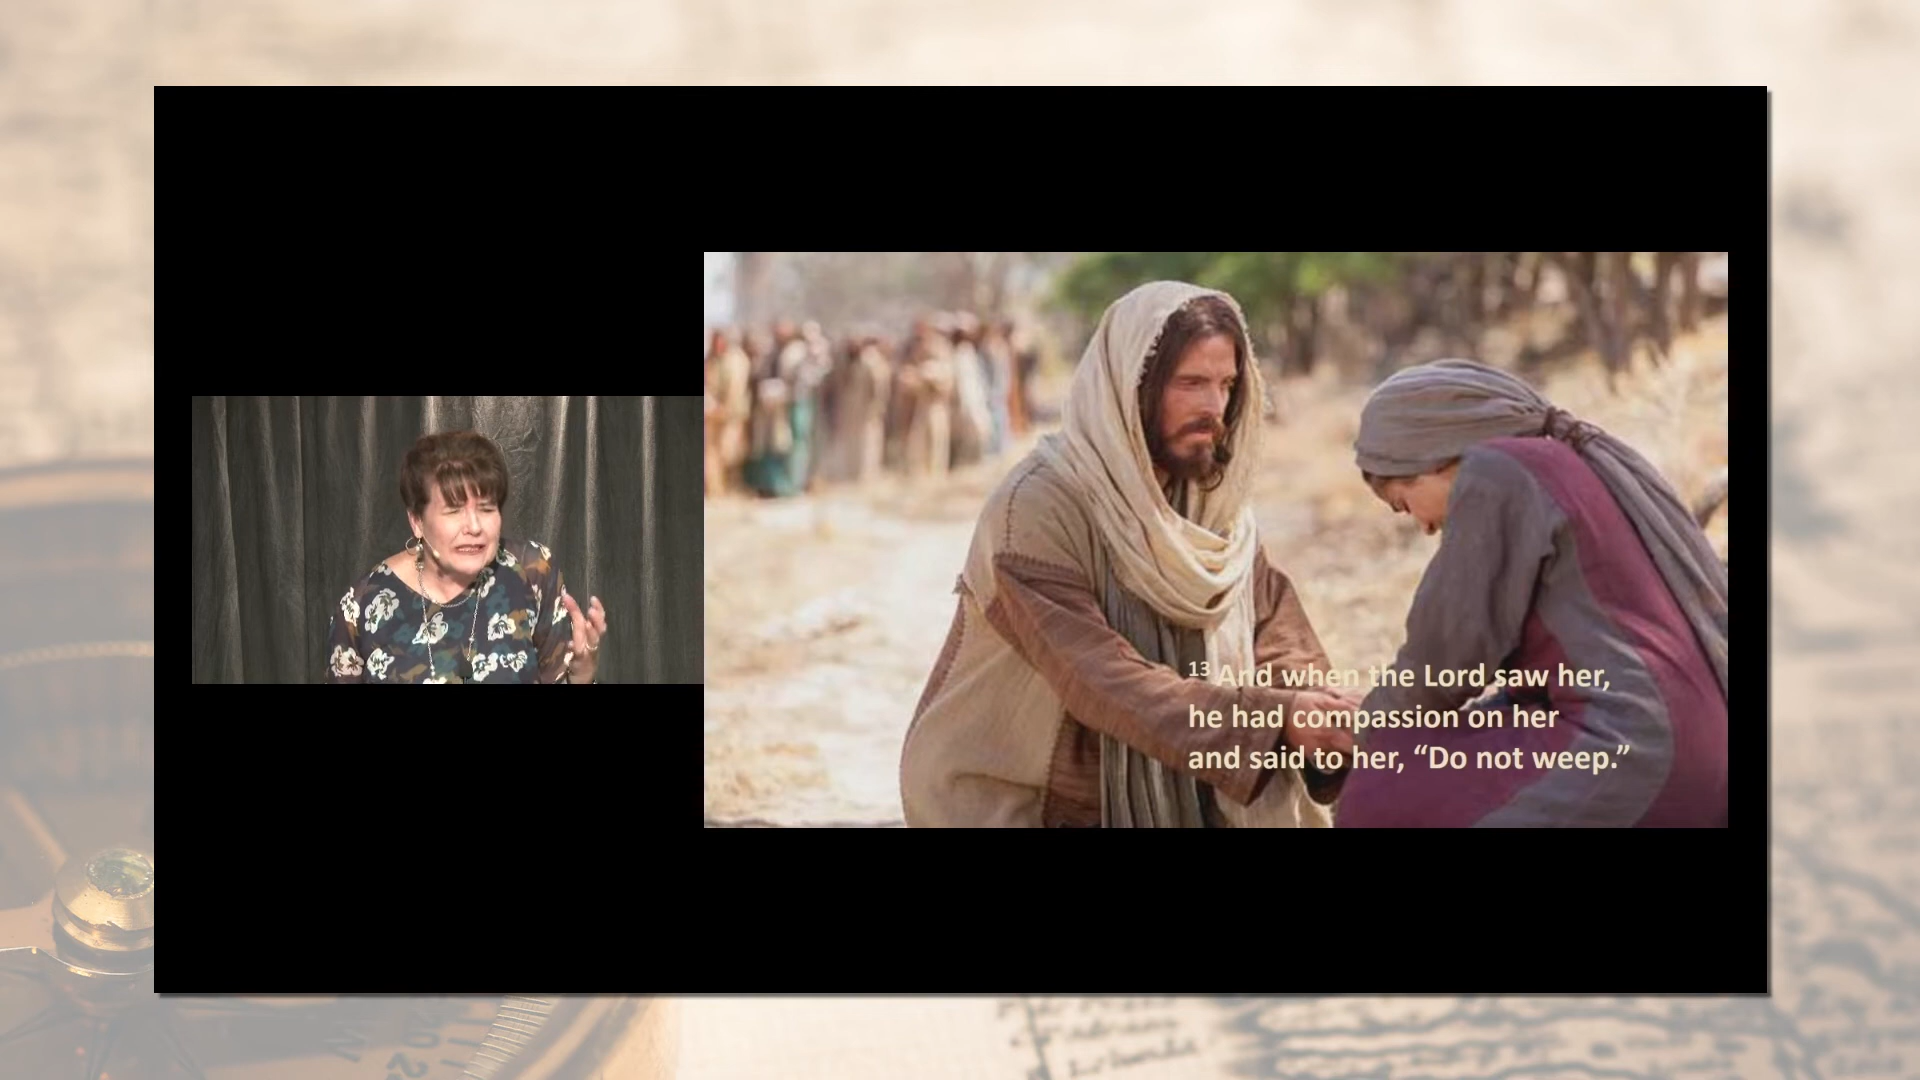 13 And when the Lord saw her,
he had compassion on her
and said to her, “Do not weep.”